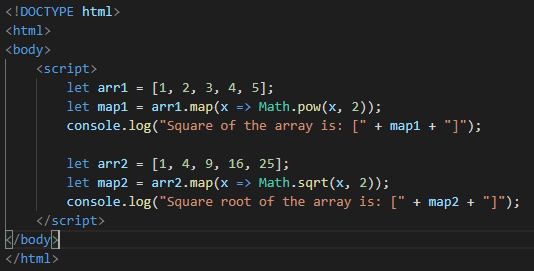 <!DOCTYPE html>
<html>
<body>
    <script>
        let arr1 = [1, 2, 3, 4, 5];
        let map1 = arr1.map(x => Math.pow(x, 2));
        console.log("Square of the array is: [" + map1 + "]");

        let arr2 = [1, 4, 9, 16, 25];
        let map2 = arr2.map(x => Math.sqrt(x, 2));
        console.log("Square root of the array is: [" + map2 + "]");
    </script>
</body>
</html>